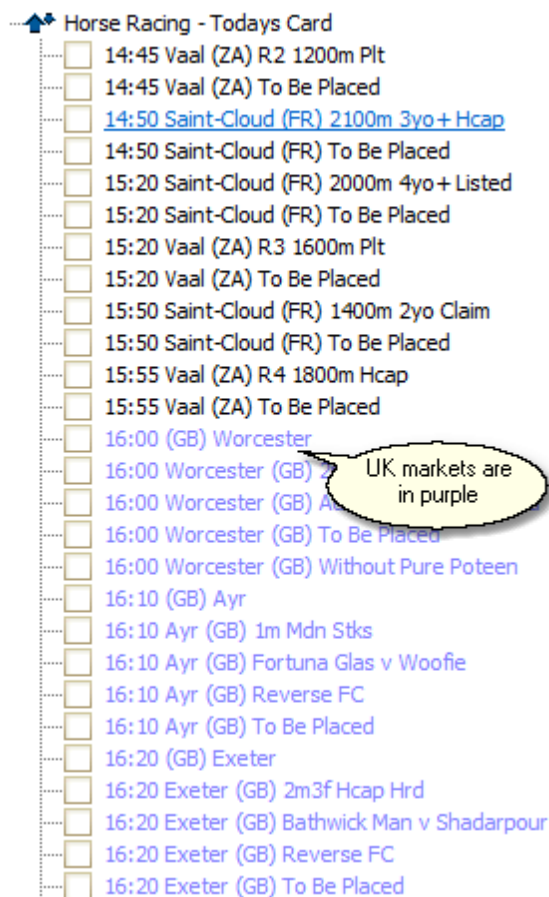 Horse Racing - Todays Card
14:45 Vaal (ZA) R2 1200m Plt
14:45 Vaal (ZA) To Be Placed
14:50 Saint-Cloud (FR) 2100m 3yo+ Hcap
14:50 Saint-Cloud (FR) To Be Placed
15:20 Saint-Cloud (FR) 2000m 4yo+ Listed
15:20 Saint-Cloud (FR) To Be Placed
15:20 Vaal (ZA) R3 1600m Plt
15:20 Vaal (ZA) To Be Placed
15:50 Saint-Cloud (FR) 1400m 2yo Claim
15:50 Saint-Cloud (FR) To Be Placed
15:55 Vaal (ZA) R4 1800m Hcap
15:55 Vaal (ZA) To Be Placed
16:00 (GB) Worcester
16:00 Worcester (GB)
UK markets are
in purple
16:00 Worcester (GB)
16:00 Worcester (GB) To Be Placed
16:00 Worcester (GB) Without Pure Poteen
16:10 (GB) Ayr
16:10 Ayr (GB) 1m Mdn Stks
16:10 Ayr (GB) Fortuna Glas v Woofie
16:10 Ayr (GB) Reverse FC
16:10 Ayr (GB) To Be Placed
16:20 (GB) Exeter
16:20 Exeter (GB) 2m3f Hcap Hrd
16:20 Exeter (GB) Bathwick Man v Shadarpour
16:20 Exeter (GB) Reverse FC
16:20 Exeter (GB) To Be Placed